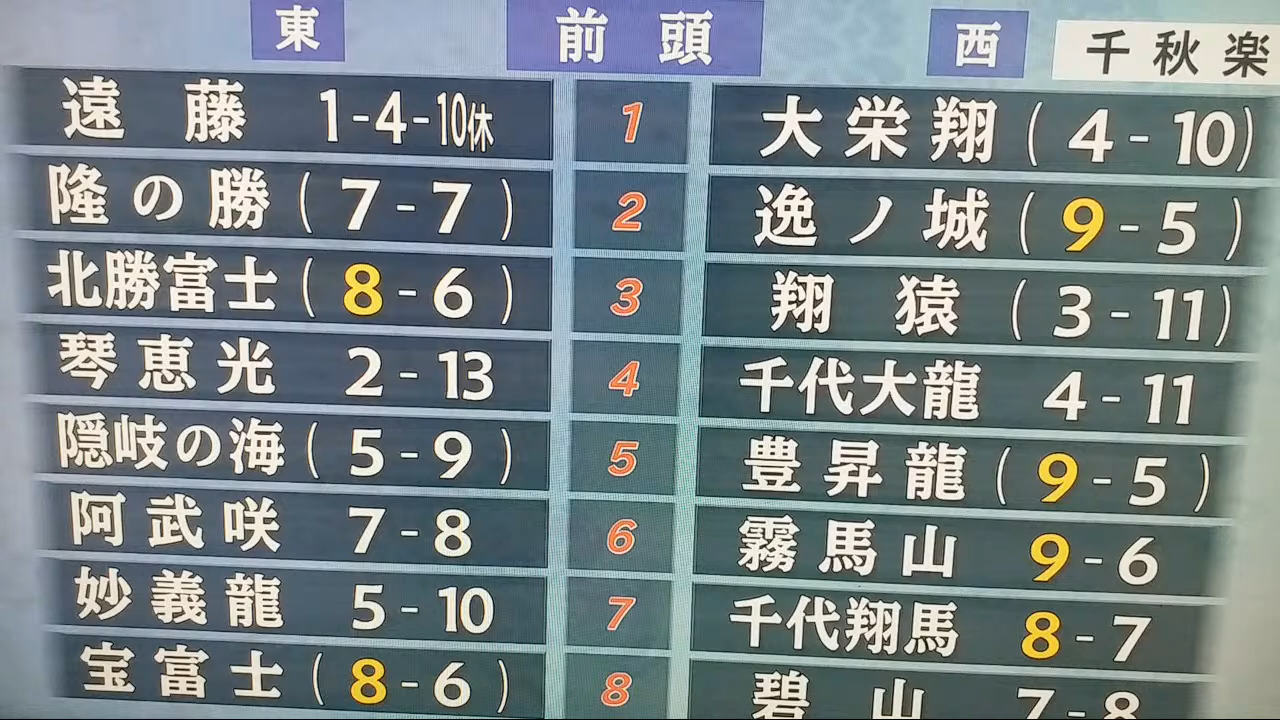 東 前頭 西 千秋楽
遠藤 1-4-10休 1 大栄翔 (4-10)
隆の勝 (7-7) 2 逸ノ城 (9-5)
北勝富士 (8-6) 3 翔猿 (3-11)
琴恵光 2-13 4 千代大龍 4-11
隠岐の海 (5-9) 5 豊昇龍 (9-5)
阿武咲 7-8 6 霧馬山 9-6
妙義龍 5-10 7 千代翔馬 8-7
宝富士 (8-6) 8 碧山 7-8